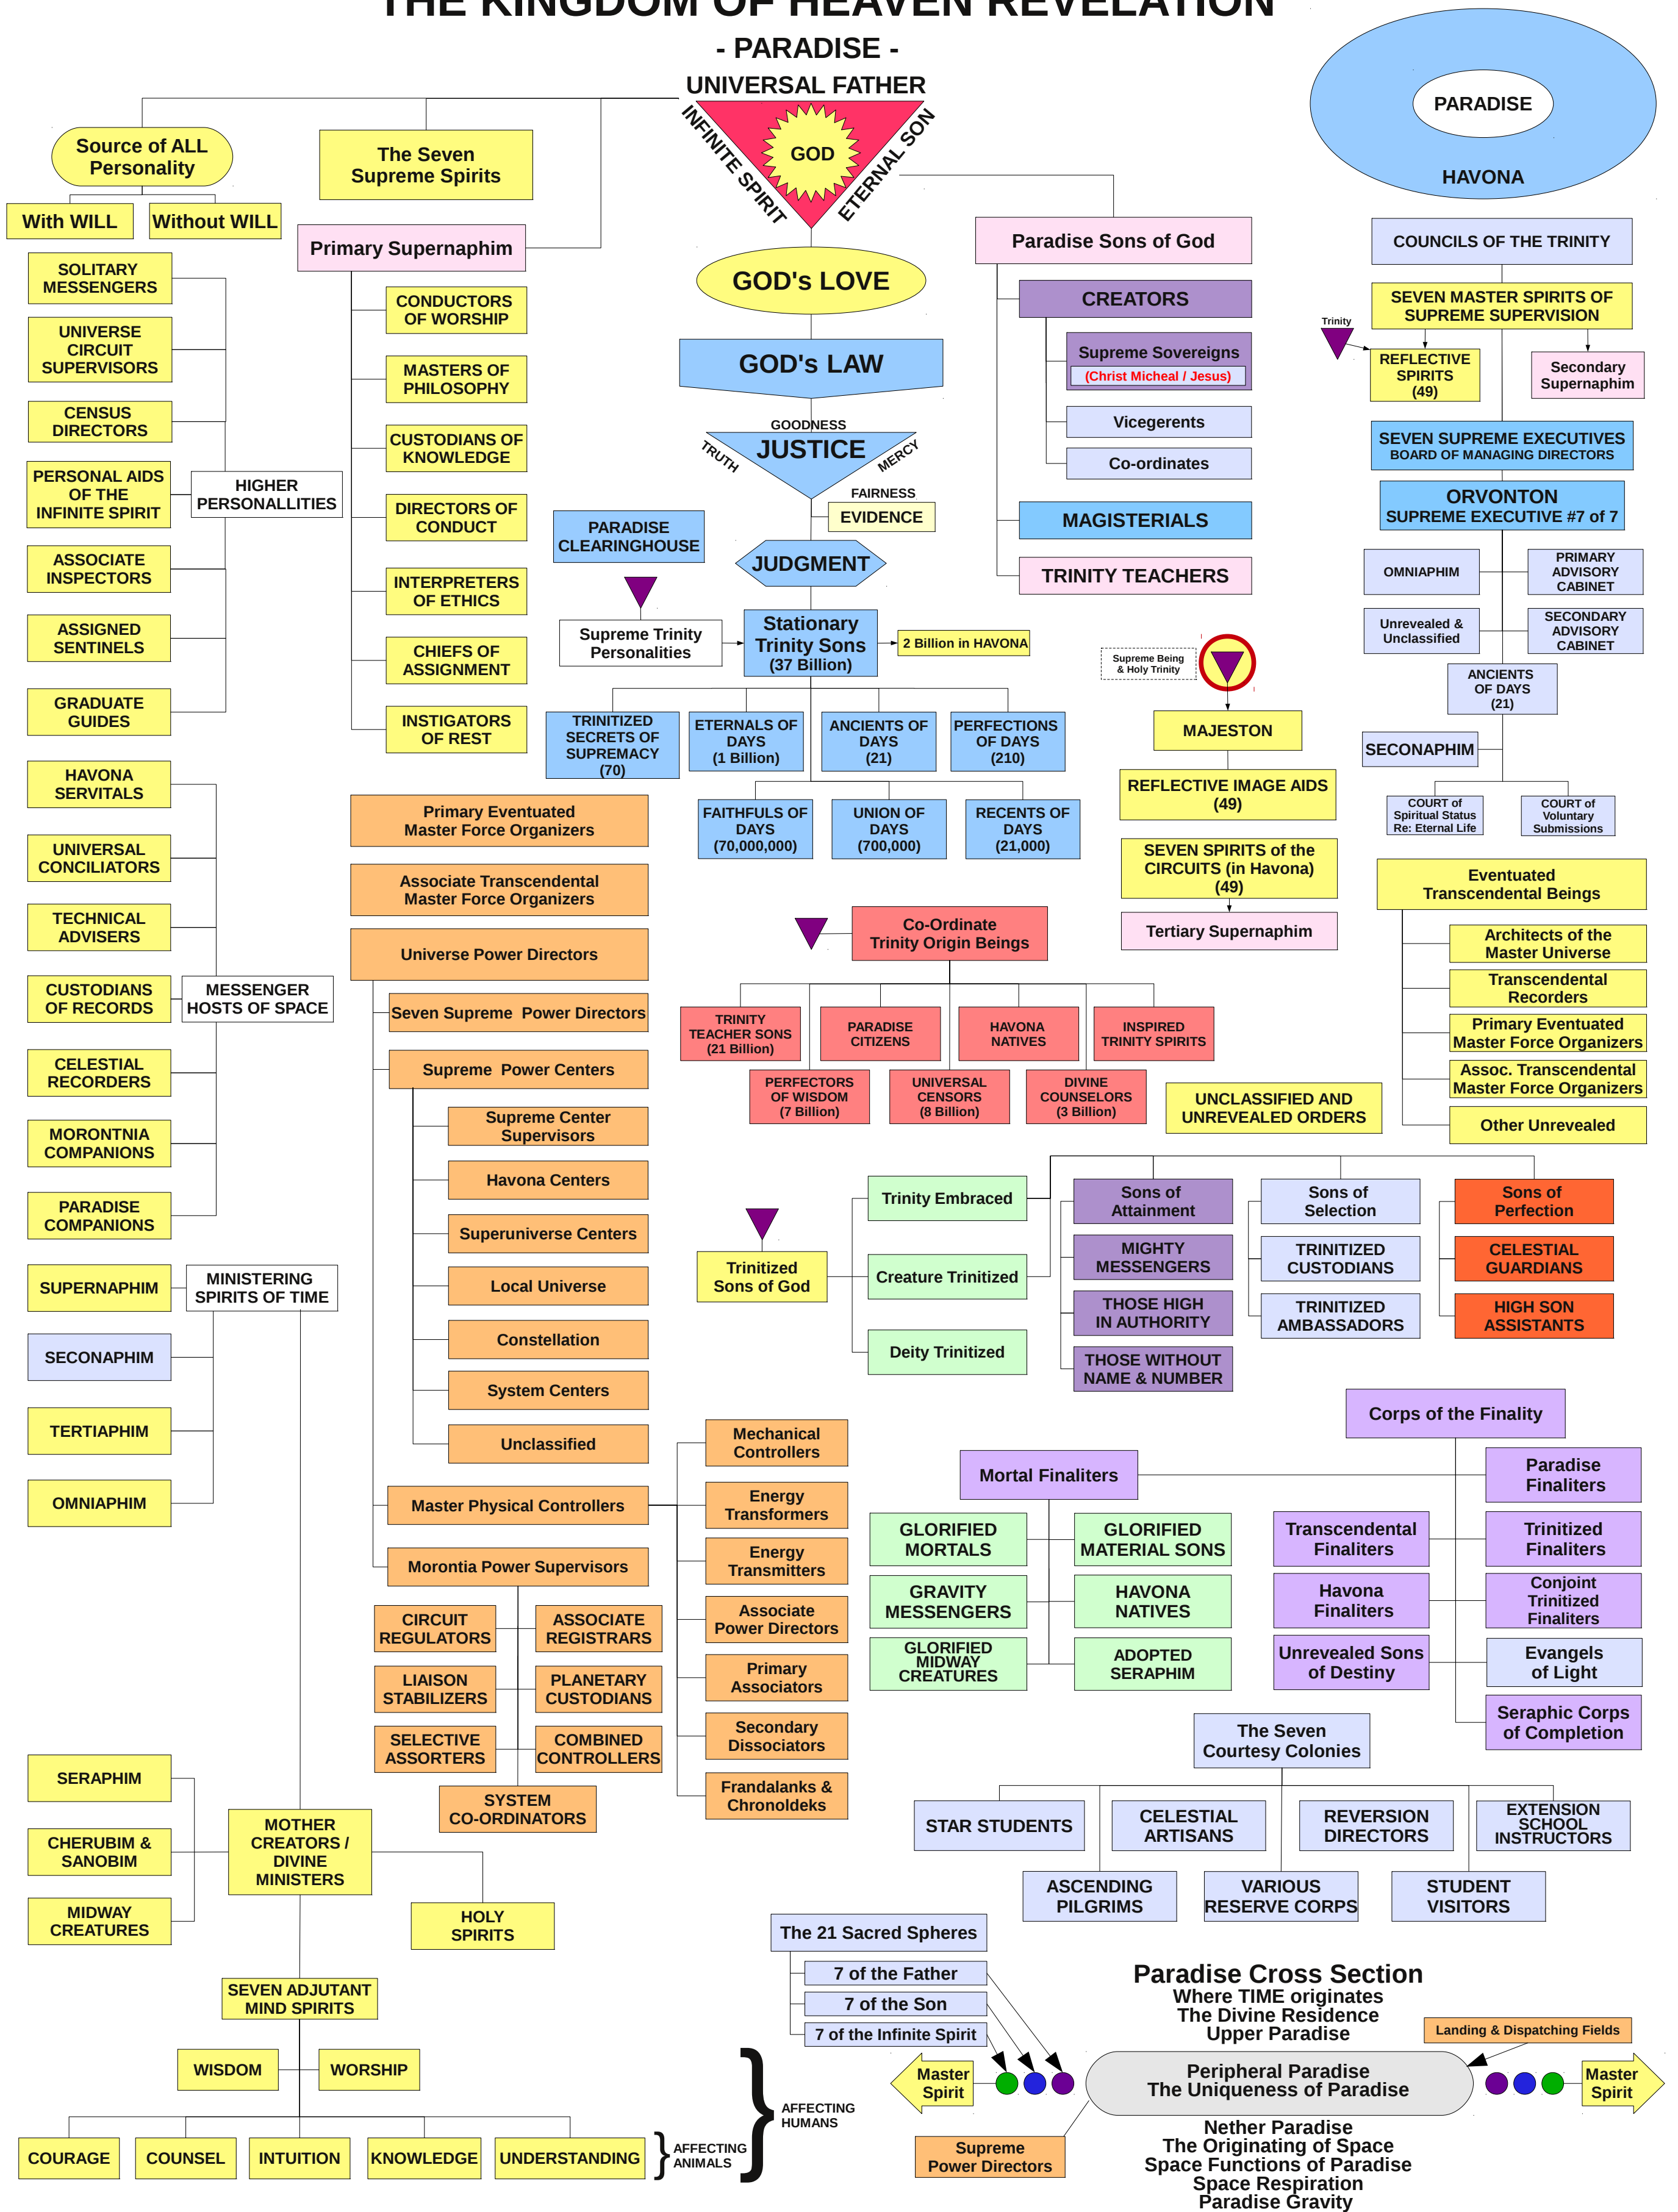 THE KINGDOM OF HEAVEN REVELATION
- PARADISE -
UNIVERSAL FATHER
INFINITE SPIRIT
GOD
ETERNAL SON
PARADISE
HAVONA
Source of ALL
Personality
With WILL
Without WILL
The Seven
Supreme Spirits
Primary Supernaphim
CONDUCTORS
OF WORSHIP
MASTERS OF
PHILOSOPHY
CUSTODIANS OF
KNOWLEDGE
DIRECTORS OF
CONDUCT
INTERPRETERS
OF ETHICS
CHIEFS OF
ASSIGNMENT
INSTIGATORS
OF REST
SOLITARY
MESSENGERS
UNIVERSE
CIRCUIT
SUPERVISORS
CENSUS
DIRECTORS
PERSONAL AIDS
OF THE
INFINITE SPIRIT
HIGHER
PERSONALLITIES
ASSOCIATE
INSPECTORS
ASSIGNED
SENTINELS
GRADUATE
GUIDES
HAVONA
SERVITALS
UNIVERSAL
CONCILIATORS
TECHNICAL
ADVISERS
CUSTODIANS
OF RECORDS
MESSENGER
HOSTS OF SPACE
CELESTIAL
RECORDERS
MORONTNIA
COMPANIONS
PARADISE
COMPANIONS
SUPERNAPHIM
MINISTERING
SPIRITS OF TIME
SECONAPHIM
TERTIAPHIM
OMNIAPHIM
GOD's LOVE
GOD's LAW
GOODNESS
JUSTICE
TRUTH
MERCY
FAIRNESS
EVIDENCE
JUDGMENT
PARADISE
CLEARINGHOUSE
Supreme Trinity
Personalities
Stationary
Trinity Sons
(37 Billion)
2 Billion in HAVONA
TRINITIZED
SECRETS OF
SUPREMACY
(70)
ETERNALS OF
DAYS
(1 Billion)
ANCIENTS OF
DAYS
(21)
PERFECTIONS
OF DAYS
(210)
FAITHFULS OF
DAYS
(70,000,000)
UNION OF
DAYS
(700,000)
RECENTS OF
DAYS
(21,000)
Paradise Sons of God
CREATORS
Supreme Sovereigns
(Christ Micheal / Jesus)
Vicegerents
Co-ordinates
MAGISTERIALS
TRINITY TEACHERS
Supreme Being
& Holy Trinity
MAJESTON
REFLECTIVE IMAGE AIDS
(49)
SEVEN SPIRITS of the
CIRCUITS (in Havona)
(49)
Tertiary Supernaphim
COUNCILS OF THE TRINITY
SEVEN MASTER SPIRITS OF
SUPREME SUPERVISION
Trinity
REFLECTIVE
SPIRITS
(49)
Secondary
Supernaphim
SEVEN SUPREME EXECUTIVES
BOARD OF MANAGING DIRECTORS
ORVONTON
SUPREME EXECUTIVE #7 of 7
OMNIAPHIM
PRIMARY
ADVISORY
CABINET
Unrevealed &
Unclassified
SECONDARY
ADVISORY
CABINET
ANCIENTS
OF DAYS
(21)
SECONAPHIM
COURT of
Spiritual Status
Re: Eternal Life
COURT of
Voluntary
Submissions
Eventuated
Transcendental Beings
Architects of the
Master Universe
Transcendental
Recorders
Primary Eventuated
Master Force Organizers
Assoc. Transcendental
Master Force Organizers
Other Unrevealed
Primary Eventuated
Master Force Organizers
Associate Transcendental
Master Force Organizers
Universe Power Directors
Seven Supreme Power Directors
Supreme Power Centers
Supreme Center
Supervisors
Havona Centers
Superuniverse Centers
Local Universe
Constellation
System Centers
Unclassified
Master Physical Controllers
Morontia Power Supervisors
CIRCUIT
REGULATORS
ASSOCIATE
REGISTRARS
LIAISON
STABILIZERS
PLANETARY
CUSTODIANS
SELECTIVE
ASSORTERS
COMBINED
CONTROLLERS
SYSTEM
CO-ORDINATORS
Mechanical
Controllers
Energy
Transformers
Energy
Transmitters
Associate
Power Directors
Primary
Associators
Secondary
Dissociators
Frandalanks &
Chronoldeks
Co-Ordinate
Trinity Origin Beings
TRINITY
TEACHER SONS
(21 Billion)
PARADISE
CITIZENS
HAVONA
NATIVES
INSPIRED
TRINITY SPIRITS
PERFECTORS
OF WISDOM
(7 Billion)
UNIVERSAL
CENSORS
(8 Billion)
DIVINE
COUNSELORS
(3 Billion)
UNCLASSIFIED AND
UNREVEALED ORDERS
Trinitized
Sons of God
Trinity Embraced
Creature Trinitized
Deity Trinitized
Sons of
Attainment
MIGHTY
MESSENGERS
THOSE HIGH
IN AUTHORITY
THOSE WITHOUT
NAME & NUMBER
Sons of
Selection
TRINITIZED
CUSTODIANS
TRINITIZED
AMBASSADORS
Sons of
Perfection
CELESTIAL
GUARDIANS
HIGH SON
ASSISTANTS
Corps of the Finality
Mortal Finaliters
Paradise
Finaliters
GLORIFIED
MORTALS
GLORIFIED
MATERIAL SONS
GRAVITY
MESSENGERS
HAVONA
NATIVES
GLORIFIED
MIDWAY
CREATURES
ADOPTED
SERAPHIM
Transcendental
Finaliters
Trinitized
Finaliters
Havona
Finaliters
Conjoint
Trinitized
Finaliters
Unrevealed Sons
of Destiny
Evangels
of Light
Seraphic Corps
of Completion
The Seven
Courtesy Colonies
STAR STUDENTS
CELESTIAL
ARTISANS
REVERSION
DIRECTORS
EXTENSION
SCHOOL
INSTRUCTORS
ASCENDING
PILGRIMS
VARIOUS
RESERVE CORPS
STUDENT
VISITORS
SERAPHIM
CHERUBIM &
SANOBIM
MIDWAY
CREATURES
MOTHER
CREATORS /
DIVINE
MINISTERS
HOLY
SPIRITS
SEVEN ADJUTANT
MIND SPIRITS
WISDOM
WORSHIP
COURAGE
COUNSEL
INTUITION
KNOWLEDGE
UNDERSTANDING
AFFECTING
ANIMALS
AFFECTING
HUMANS
The 21 Sacred Spheres
7 of the Father
7 of the Son
7 of the Infinite Spirit
Paradise Cross Section
Where TIME originates
The Divine Residence
Upper Paradise
Landing & Dispatching Fields
Master
Spirit
Peripheral Paradise
The Uniqueness of Paradise
Master
Spirit
Supreme
Power Directors
Nether Paradise
The Originating of Space
Space Functions of Paradise
Space Respiration
Paradise Gravity